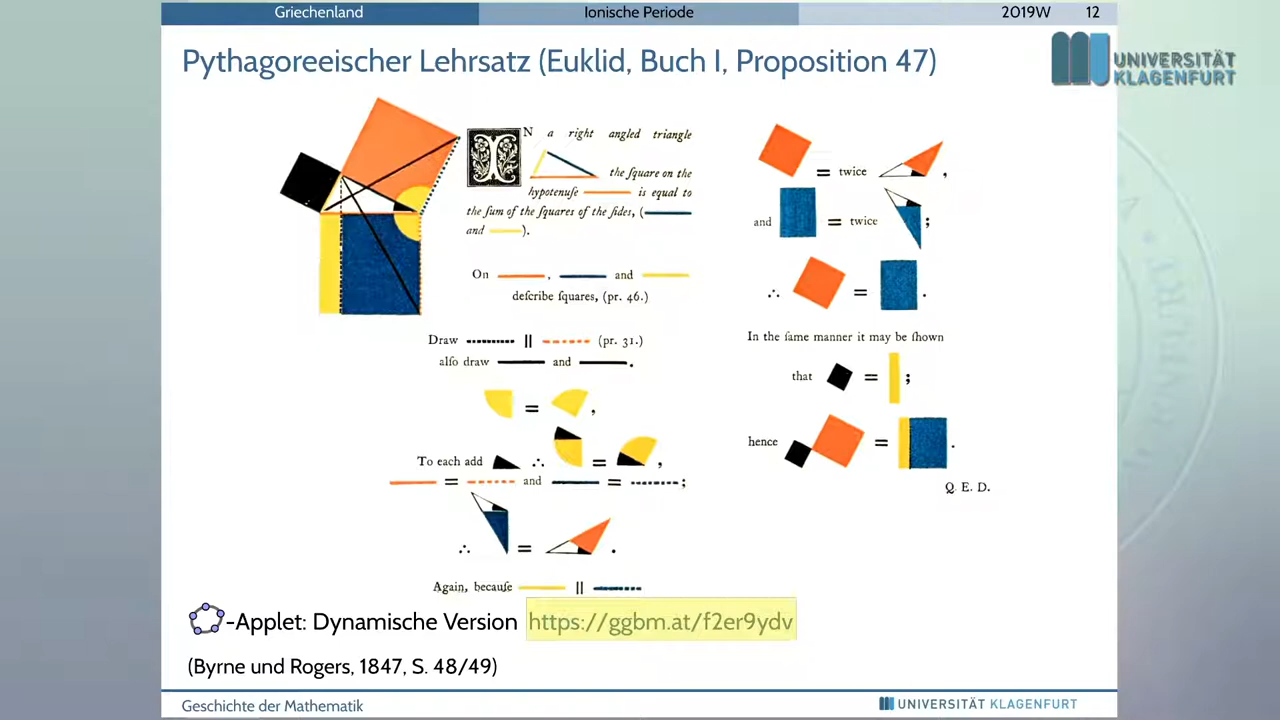 Griechenland
Ionische Periode
2019W 12
Pythagoreeischer Lehrsatz (Euklid, Buch I, Proposition 47)
UNIVERSITÄT
KLAGENFURT
IN a right angled triangle
the ſquare on the
hypotenuſe is equal to
the ſum of the ſquares of the ſides, (
and ).
On , and
deſcribe ſquares, (pr. 46.)
Draw || (pr. 31.)
alſo draw and .
= ,
To each add ∴ = ,
= and = ;
∴ = .
Again, becauſe ||
= twice ,
and = twice ;
∴ = .
In the ſame manner it may be ſhown
that = ;
hence = .
Q. E. D.
-Applet: Dynamische Version https://ggbm.at/f2er9ydv
(Byrne und Rogers, 1847, S. 48/49)
Geschichte der Mathematik
UNIVERSITÄT KLAGENFURT